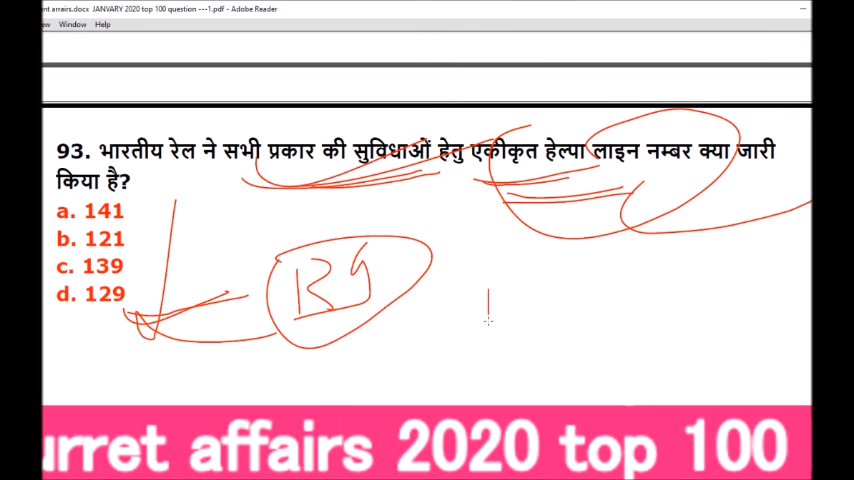 ent arrairs.docx JANVARY 2020 top 100 question ---1.pdf - Adobe Reader
ew Window Help
93. भारतीय रेल ने सभी प्रकार की सुविधाओं हेतु एकीकृत हेल्पा लाइन नम्बर क्या जारी
किया है?
a. 141
b. 121
c. 139
d. 129
urret affairs 2020 top 100